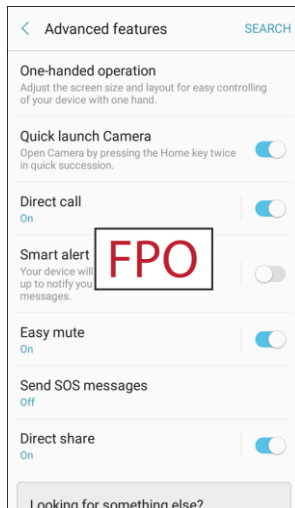 Advanced features
SEARCH
One-handed operation
Adjust the screen size and layout for easy controlling
of your device with one hand.
Quick launch Camera
Open Camera by pressing the Home key twice
in quick succession.
Direct call
On
Smart alert
Your device will
up to notify you
messages.
FPO
Easy mute
On
Send SOS messages
Off
Direct share
On
Looking for something else?